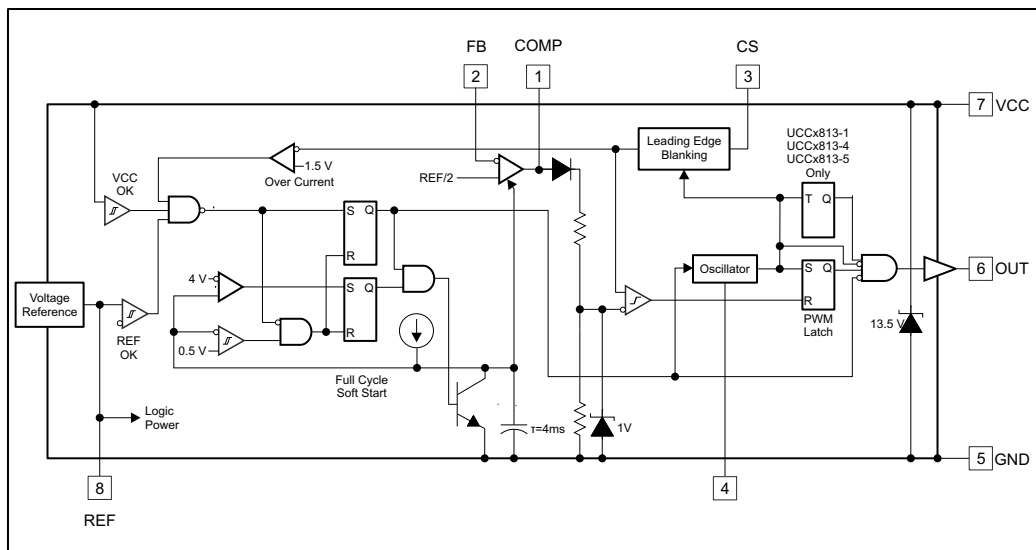 FB
COMP
CS
2
1
3
7
VCC
UCCx813-1
UCCx813-4
UCCx813-5
Only
Leading Edge
Blanking
1.5 V
Over Current
REF/2
VCC
OK
T Q
S Q
R
4 V
S Q
R
Oscillator
S Q
R
PWM
Latch
6
OUT
Voltage
Reference
REF
OK
0.5 V
13.5 V
Full Cycle
Soft Start
Logic
Power
τ=4ms
1V
5
GND
8
REF
4